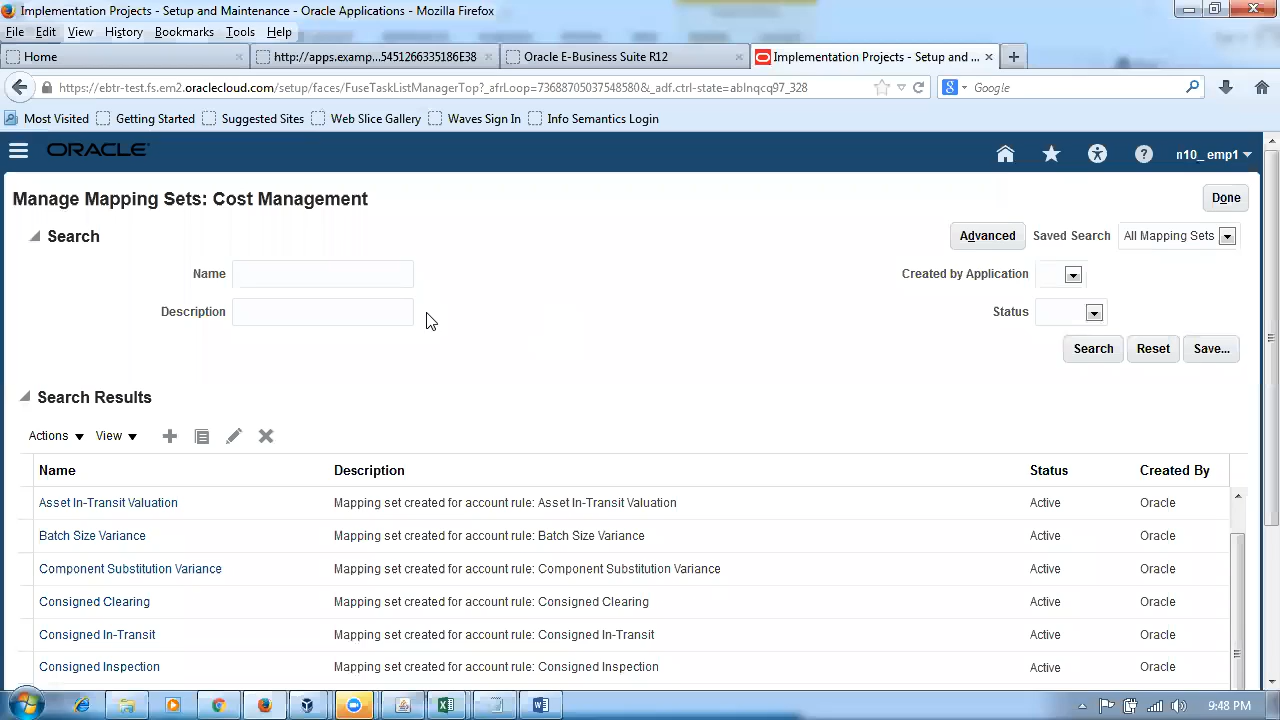 Implementation Projects - Setup and Maintenance - Oracle Applications - Mozilla Firefox
File Edit View History Bookmarks Tools Help
Home × http://apps.examp...5451266335186E38 × Oracle E-Business Suite R12 × Implementation Projects - Setup and ... ×
https://ebtr-test.fs.em2.oraclecloud.com/setup/faces/FuseTaskListManagerTop?_afrLoop=7368870503754858​0&_adf.ctrl-state=ablnqcq97_328 Google
Most Visited Getting Started Suggested Sites Web Slice Gallery Waves Sign In Info Semantics Login
ORACLE n10_emp1
Manage Mapping Sets: Cost Management Done
Search Advanced Saved Search All Mapping Sets
Name Created by Application
Description Status
Search Reset Save...
Search Results
Actions View
Name Description Status Created By
Asset In-Transit Valuation Mapping set created for account rule: Asset In-Transit Valuation Active Oracle
Batch Size Variance Mapping set created for account rule: Batch Size Variance Active Oracle
Component Substitution Variance Mapping set created for account rule: Component Substitution Variance Active Oracle
Consigned Clearing Mapping set created for account rule: Consigned Clearing Active Oracle
Consigned In-Transit Mapping set created for account rule: Consigned In-Transit Active Oracle
Consigned Inspection Mapping set created for account rule: Consigned Inspection Active Oracle
9:48 PM